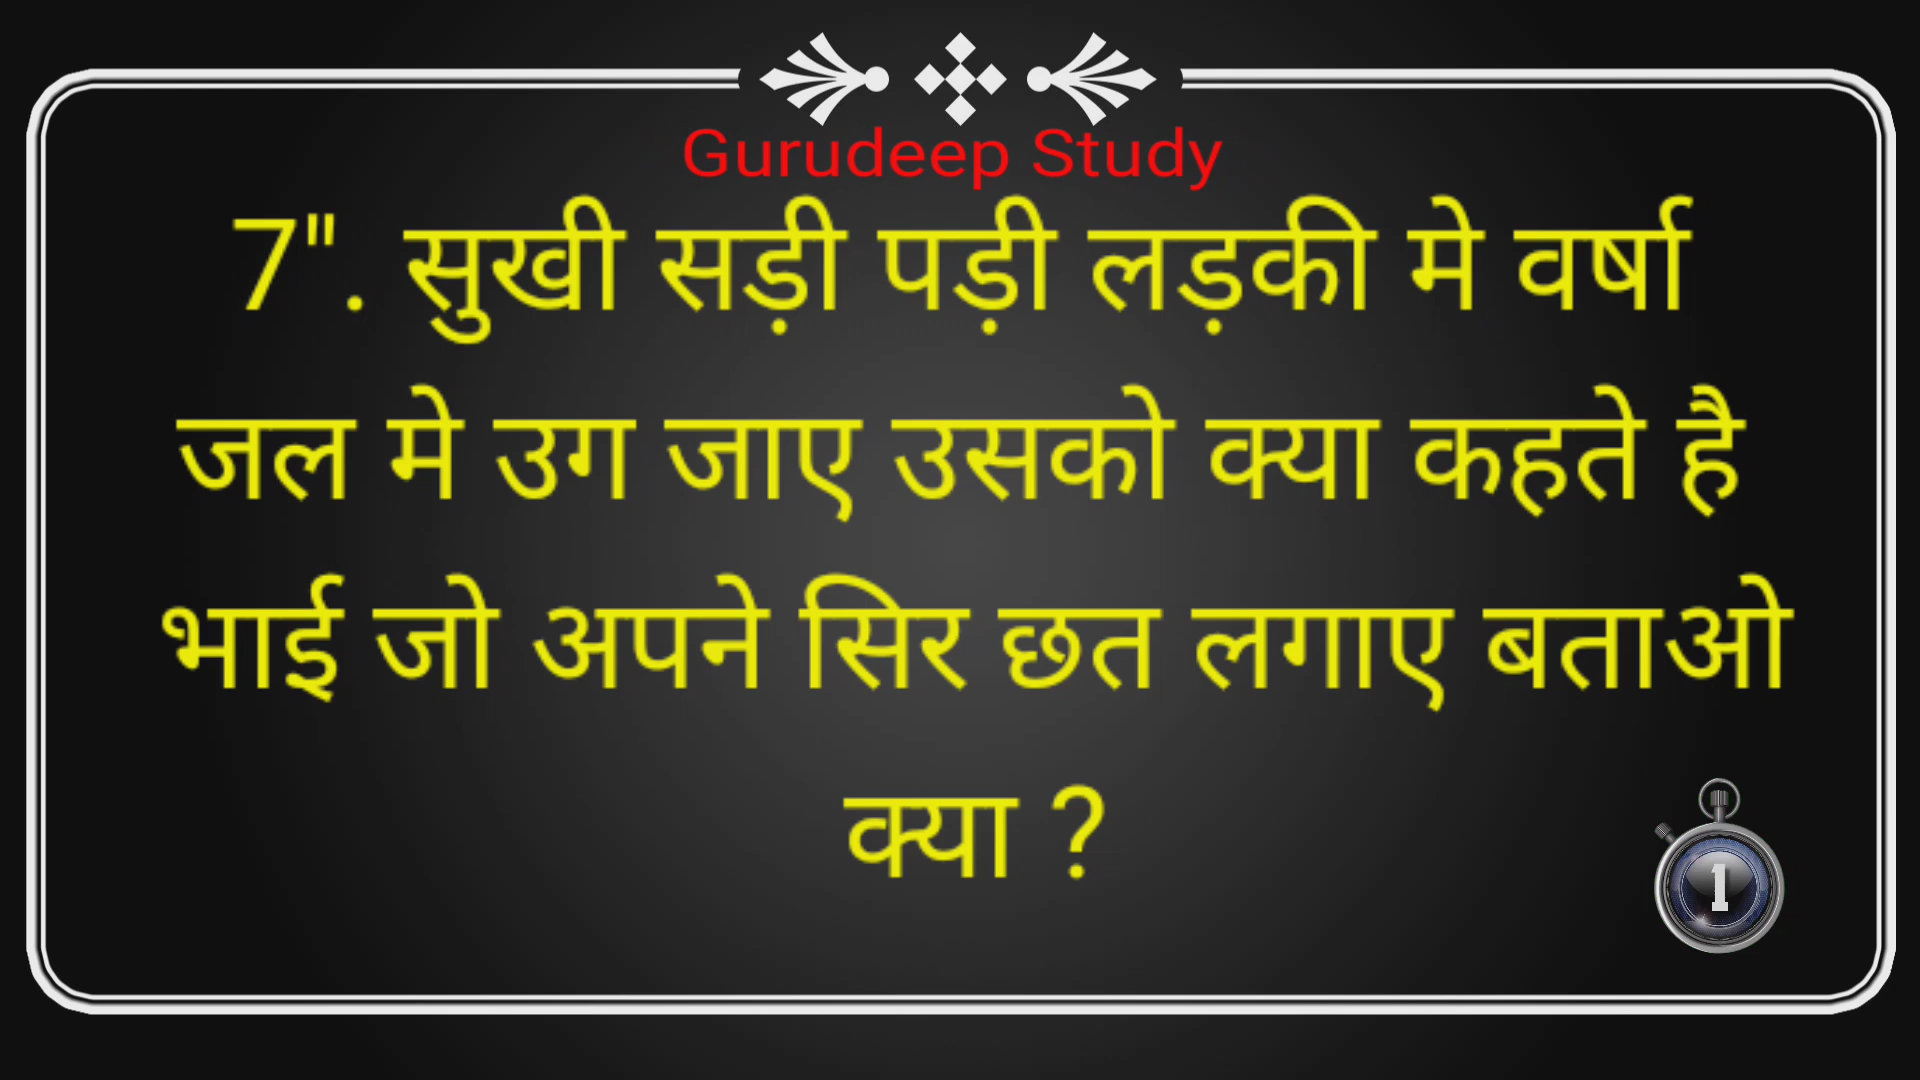 Gurudeep Study
7". सुखी सड़ी पड़ी लड़की मे वर्षा
जल मे उग जाए उसको क्या कहते है
भाई जो अपने सिर छत लगाए बताओ
क्या ?
1